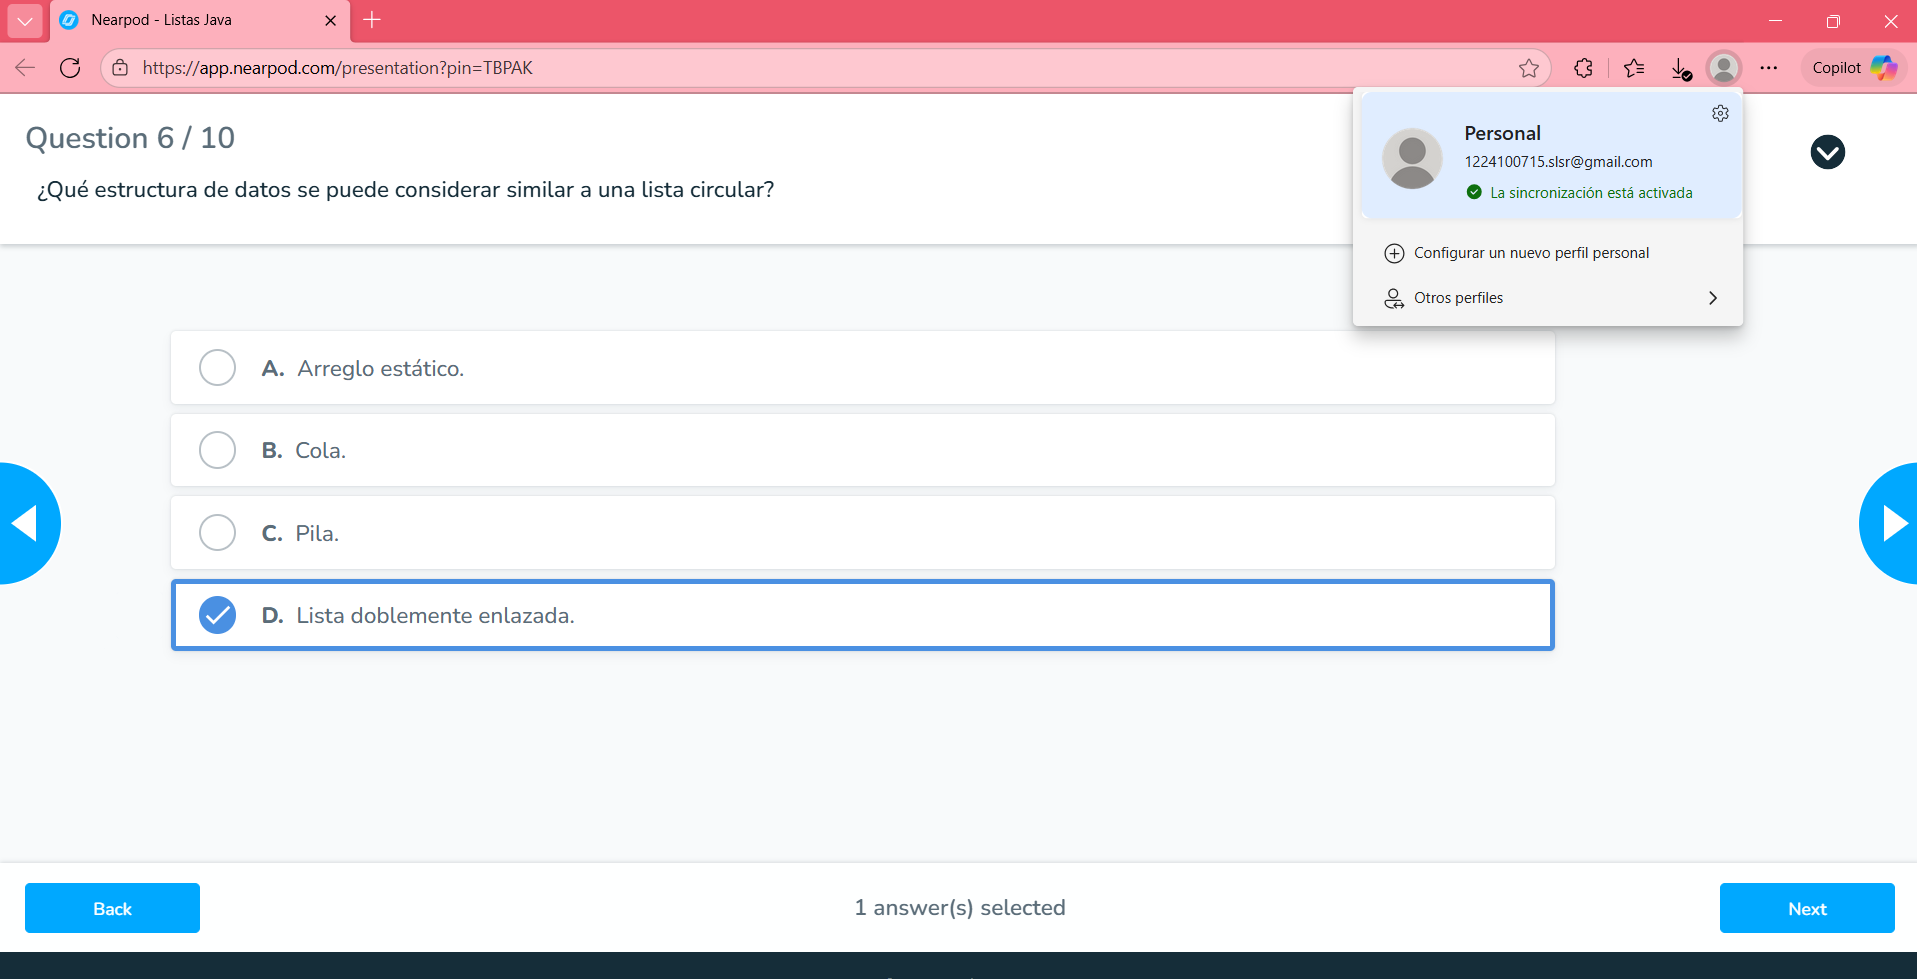 Nearpod - Listas Java
https://app.nearpod.com/presentation?pin=TBPAK
Copilot
Question 6 / 10
¿Qué estructura de datos se puede considerar similar a una lista circular?
Personal
1224100715.slsr@gmail.com
La sincronización está activada
Configurar un nuevo perfil personal
Otros perfiles
A. Arreglo estático.
B. Cola.
C. Pila.
D. Lista doblemente enlazada.
Back
1 answer(s) selected
Next